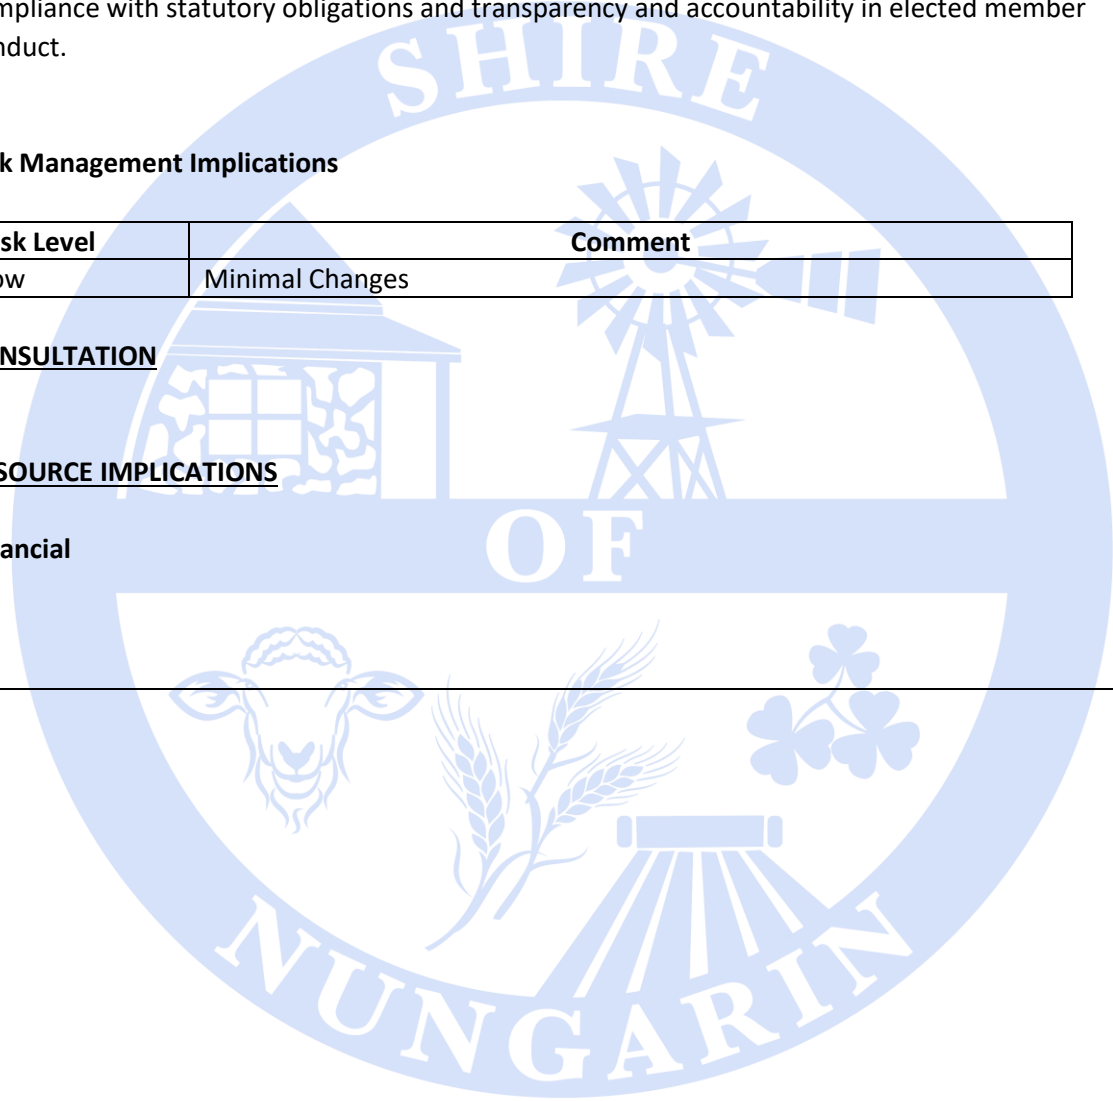 SHIRE
mpliance with statutory obligations and transparency and accountability in elected member
nduct.
k Management Implications
sk Level Comment
ow Minimal Changes
NSULTATION
SOURCE IMPLICATIONS
OF
ancial
NUNGARIN